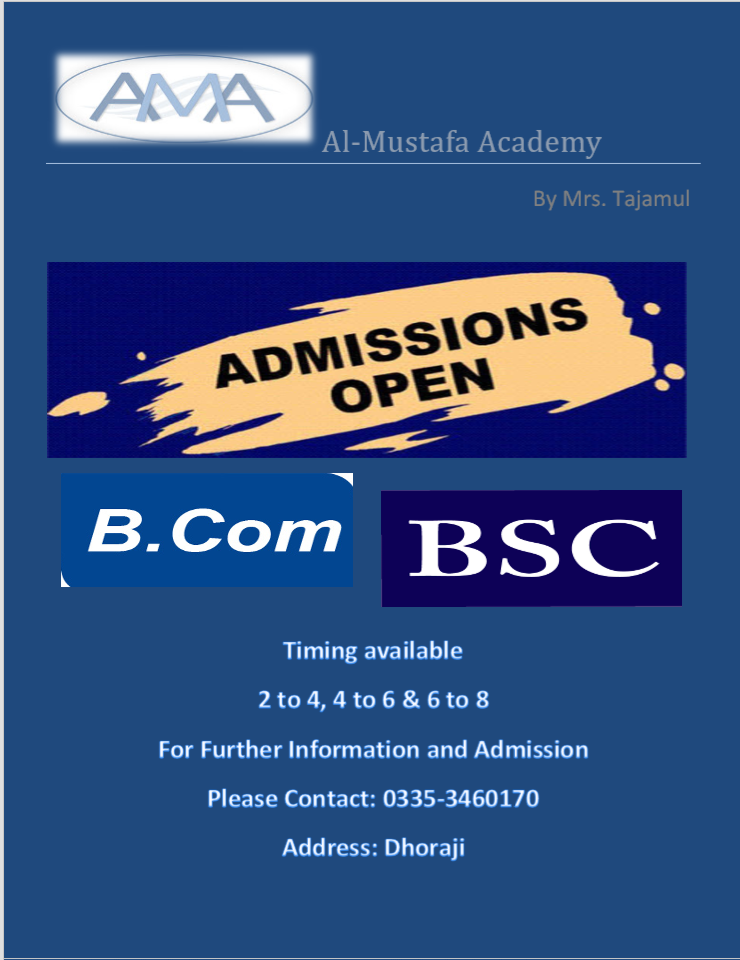 AMA
Al-Mustafa Academy
By Mrs. Tajamul
ADMISSIONS
OPEN
B.Com
BSC
Timing available
2 to 4, 4 to 6 & 6 to 8
For Further Information and Admission
Please Contact: 0335-3460170
Address: Dhoraji